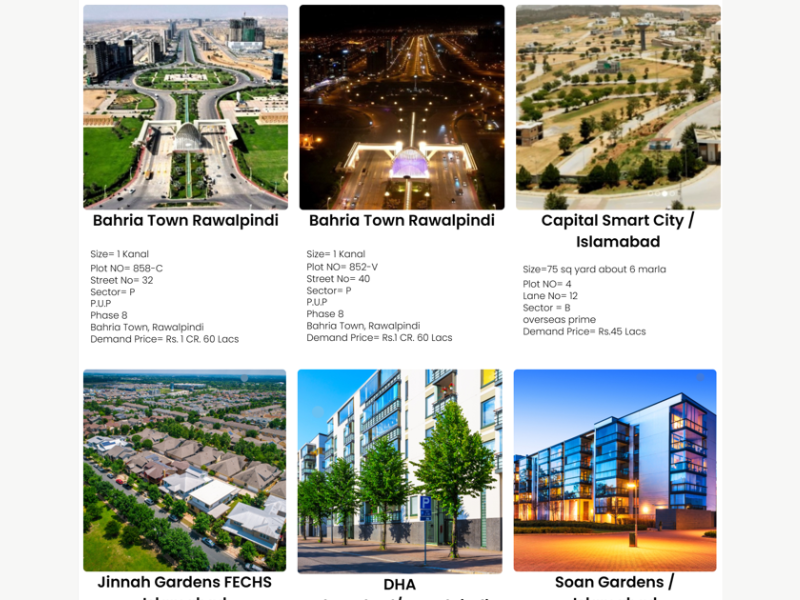 Bahria Town Rawalpindi
Size= 1 Kanal
Plot NO= 858-C
Street No= 32
Sector= P
P.U.P
Phase 8
Bahria Town, Rawalpindi
Demand Price= Rs. 1 CR. 60 Lacs
Bahria Town Rawalpindi
Size= 1 Kanal
Plot NO= 852-V
Street No= 40
Sector= P
P.U.P
Phase 8
Bahria Town, Rawalpindi
Demand Price= Rs.1 CR. 60 Lacs
Capital Smart City /
Islamabad
Size=75 sq yard about 6 marla
Plot NO= 4
Lane No= 12
Sector = B
overseas prime
Demand Price= Rs.45 Lacs
Jinnah Gardens FECHS
P
DHA
Soan Gardens /